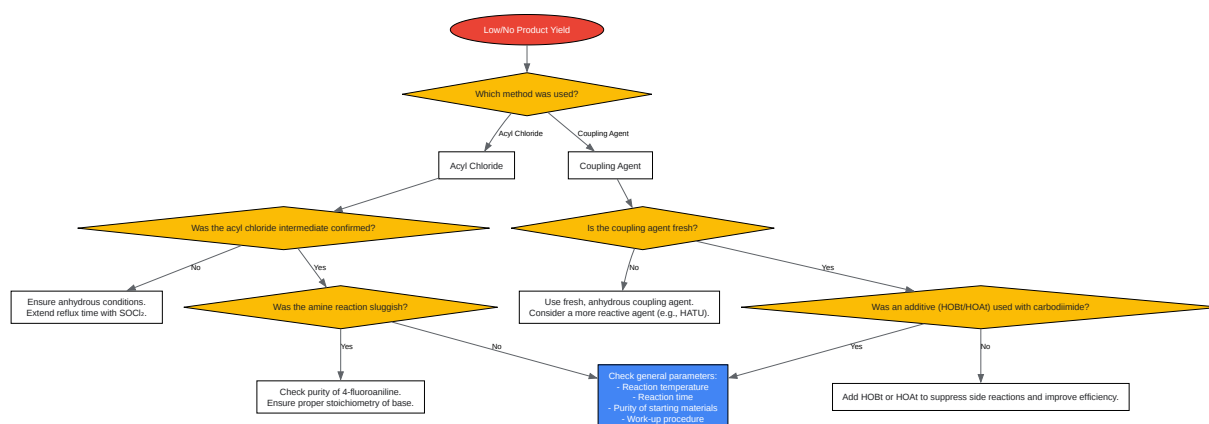 Low/No Product Yield
Which method was used?
Acyl Chloride
Coupling Agent
Acyl Chloride
Coupling Agent
Was the acyl chloride intermediate confirmed?
Is the coupling agent fresh?
No
Yes
No
Yes
Ensure anhydrous conditions.
Extend reflux time with SOCl₂.
Was the amine reaction sluggish?
Use fresh, anhydrous coupling agent.
Consider a more reactive agent (e.g., HATU).
Was an additive (HOBt/HOAt) used with carbodiimide?
Yes
No
Yes
No
Check purity of 4-fluoroaniline.
Ensure proper stoichiometry of base.
Check general parameters:
- Reaction temperature
- Reaction time
- Purity of starting materials
- Work-up procedure
Add HOBt or HOAt to suppress side reactions and improve efficiency.